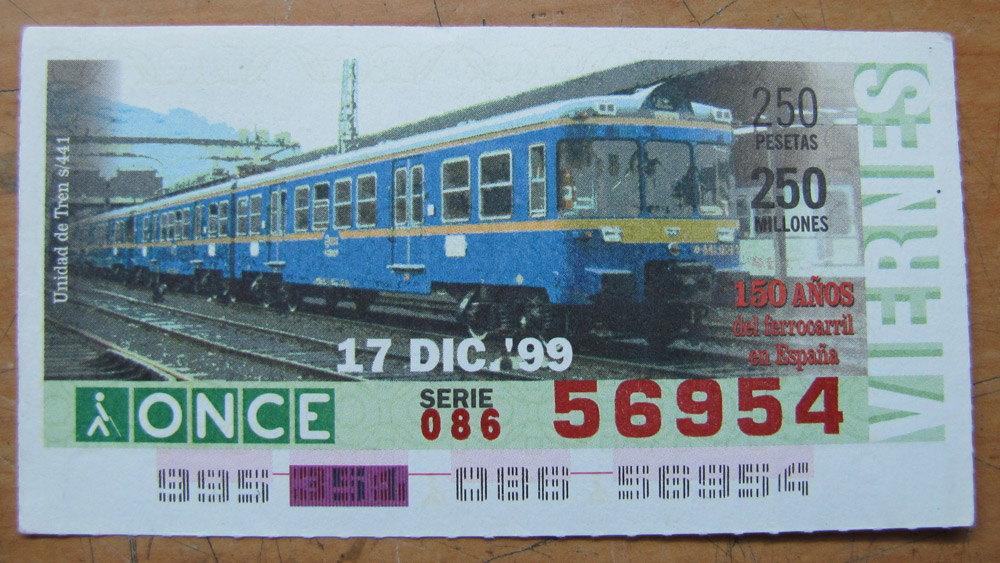 Unidad de Tren s/441
250
PESETAS
250
MILLONES
VIERNES
150 AÑOS
del ferrocarril
en España
17 DIC. '99
ONCE
SERIE
086
56954
995 351 086 56954